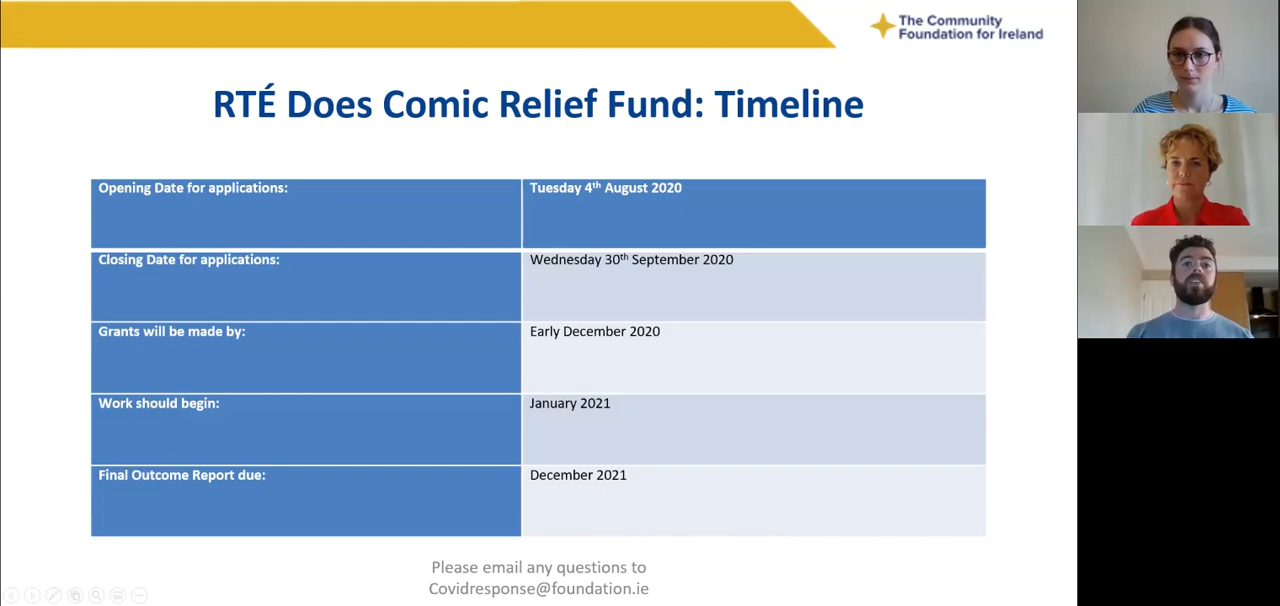 The Community
Foundation for Ireland
RTÉ Does Comic Relief Fund: Timeline
Opening Date for applications: Tuesday 4th August 2020
Closing Date for applications: Wednesday 30th September 2020
Grants will be made by: Early December 2020
Work should begin: January 2021
Final Outcome Report due: December 2021
Please email any questions to
Covidresponse@foundation.ie